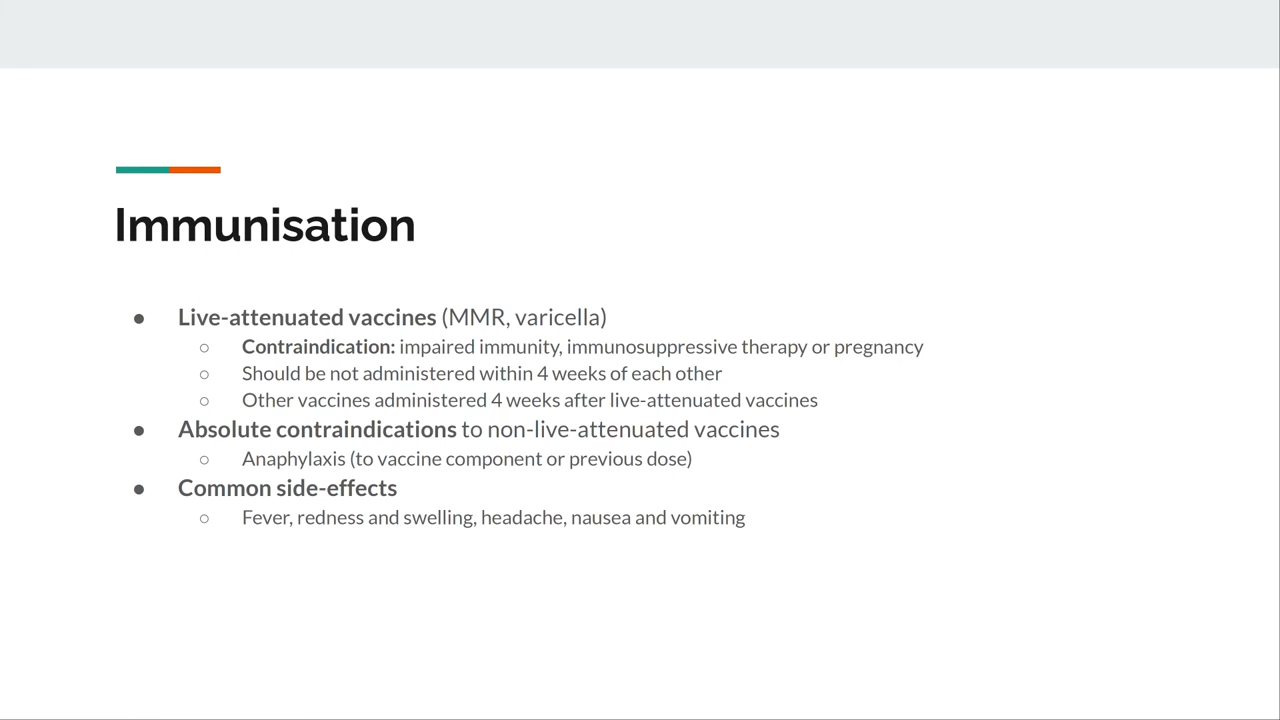 Immunisation
● Live-attenuated vaccines (MMR, varicella)
○ Contraindication: impaired immunity, immunosuppressive therapy or pregnancy
○ Should be not administered within 4 weeks of each other
○ Other vaccines administered 4 weeks after live-attenuated vaccines
● Absolute contraindications to non-live-attenuated vaccines
○ Anaphylaxis (to vaccine component or previous dose)
● Common side-effects
○ Fever, redness and swelling, headache, nausea and vomiting